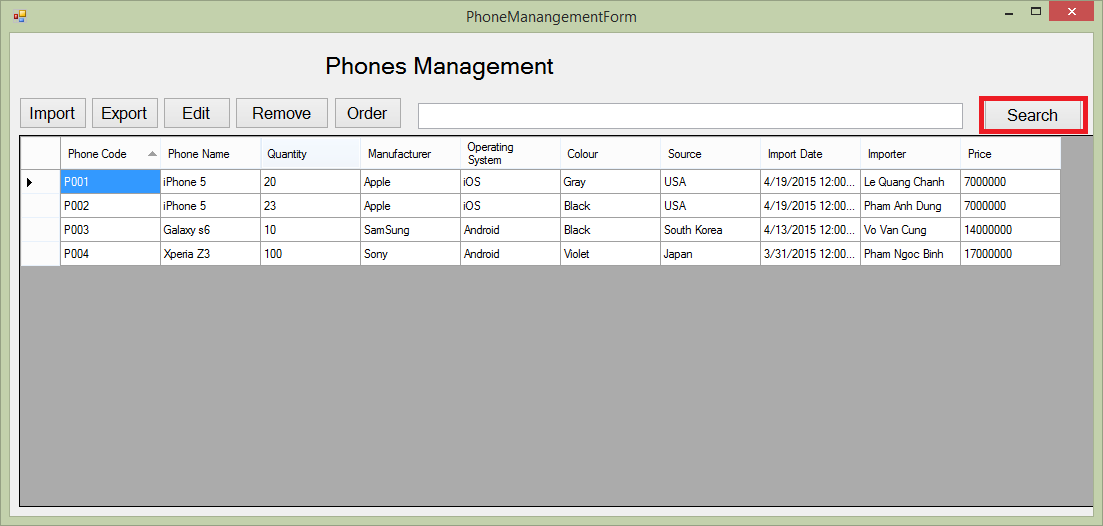 PhoneManangementForm
Phones Management
Import Export Edit Remove Order Search
Phone Code Phone Name Quantity Manufacturer Operating System Colour Source Import Date Importer Price
P001 iPhone 5 20 Apple iOS Gray USA 4/19/2015 12:00... Le Quang Chanh 7000000
P002 iPhone 5 23 Apple iOS Black USA 4/19/2015 12:00... Pham Anh Dung 7000000
P003 Galaxy s6 10 SamSung Android Black South Korea 4/13/2015 12:00... Vo Van Cung 14000000
P004 Xperia Z3 100 Sony Android Violet Japan 3/31/2015 12:00... Pham Ngoc Binh 17000000